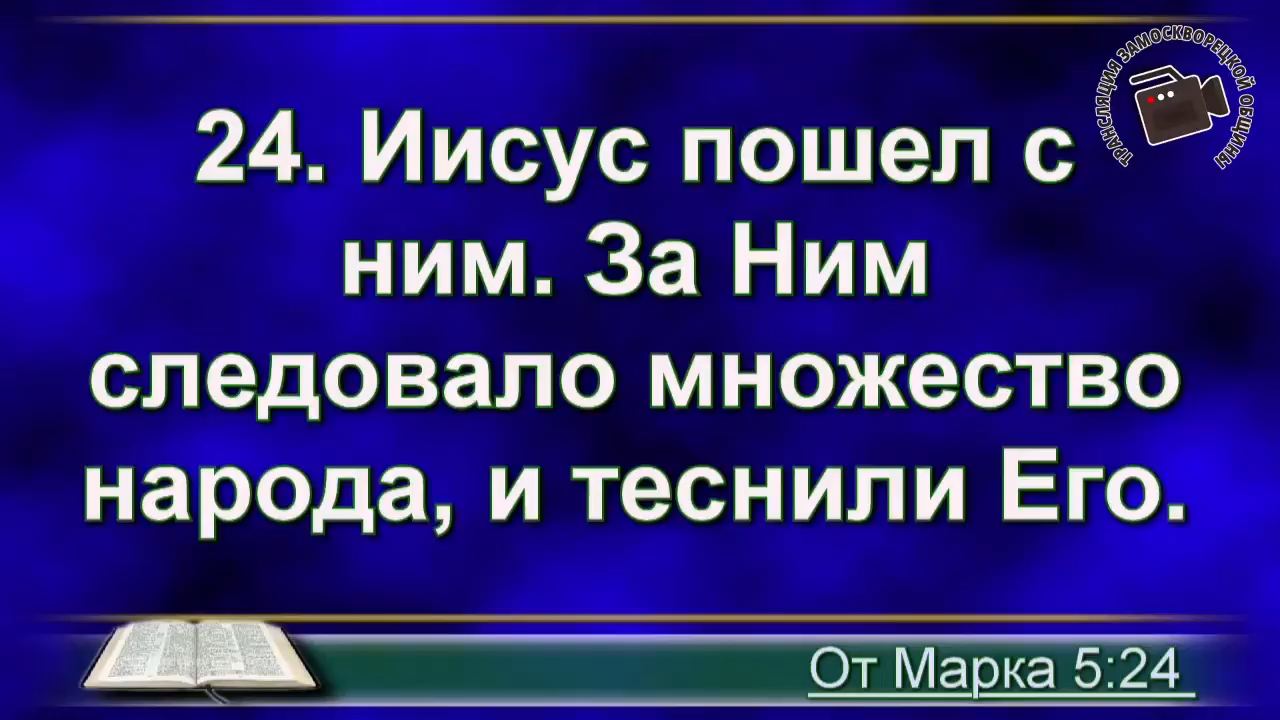 ТРАНСЛЯЦИЯ ЗАМОСКВОРЕЦКОЙ ОБЩИНЫ
24. Иисус пошел с
ним. За Ним
следовало множество
народа, и теснили Его.
От Марка 5:24